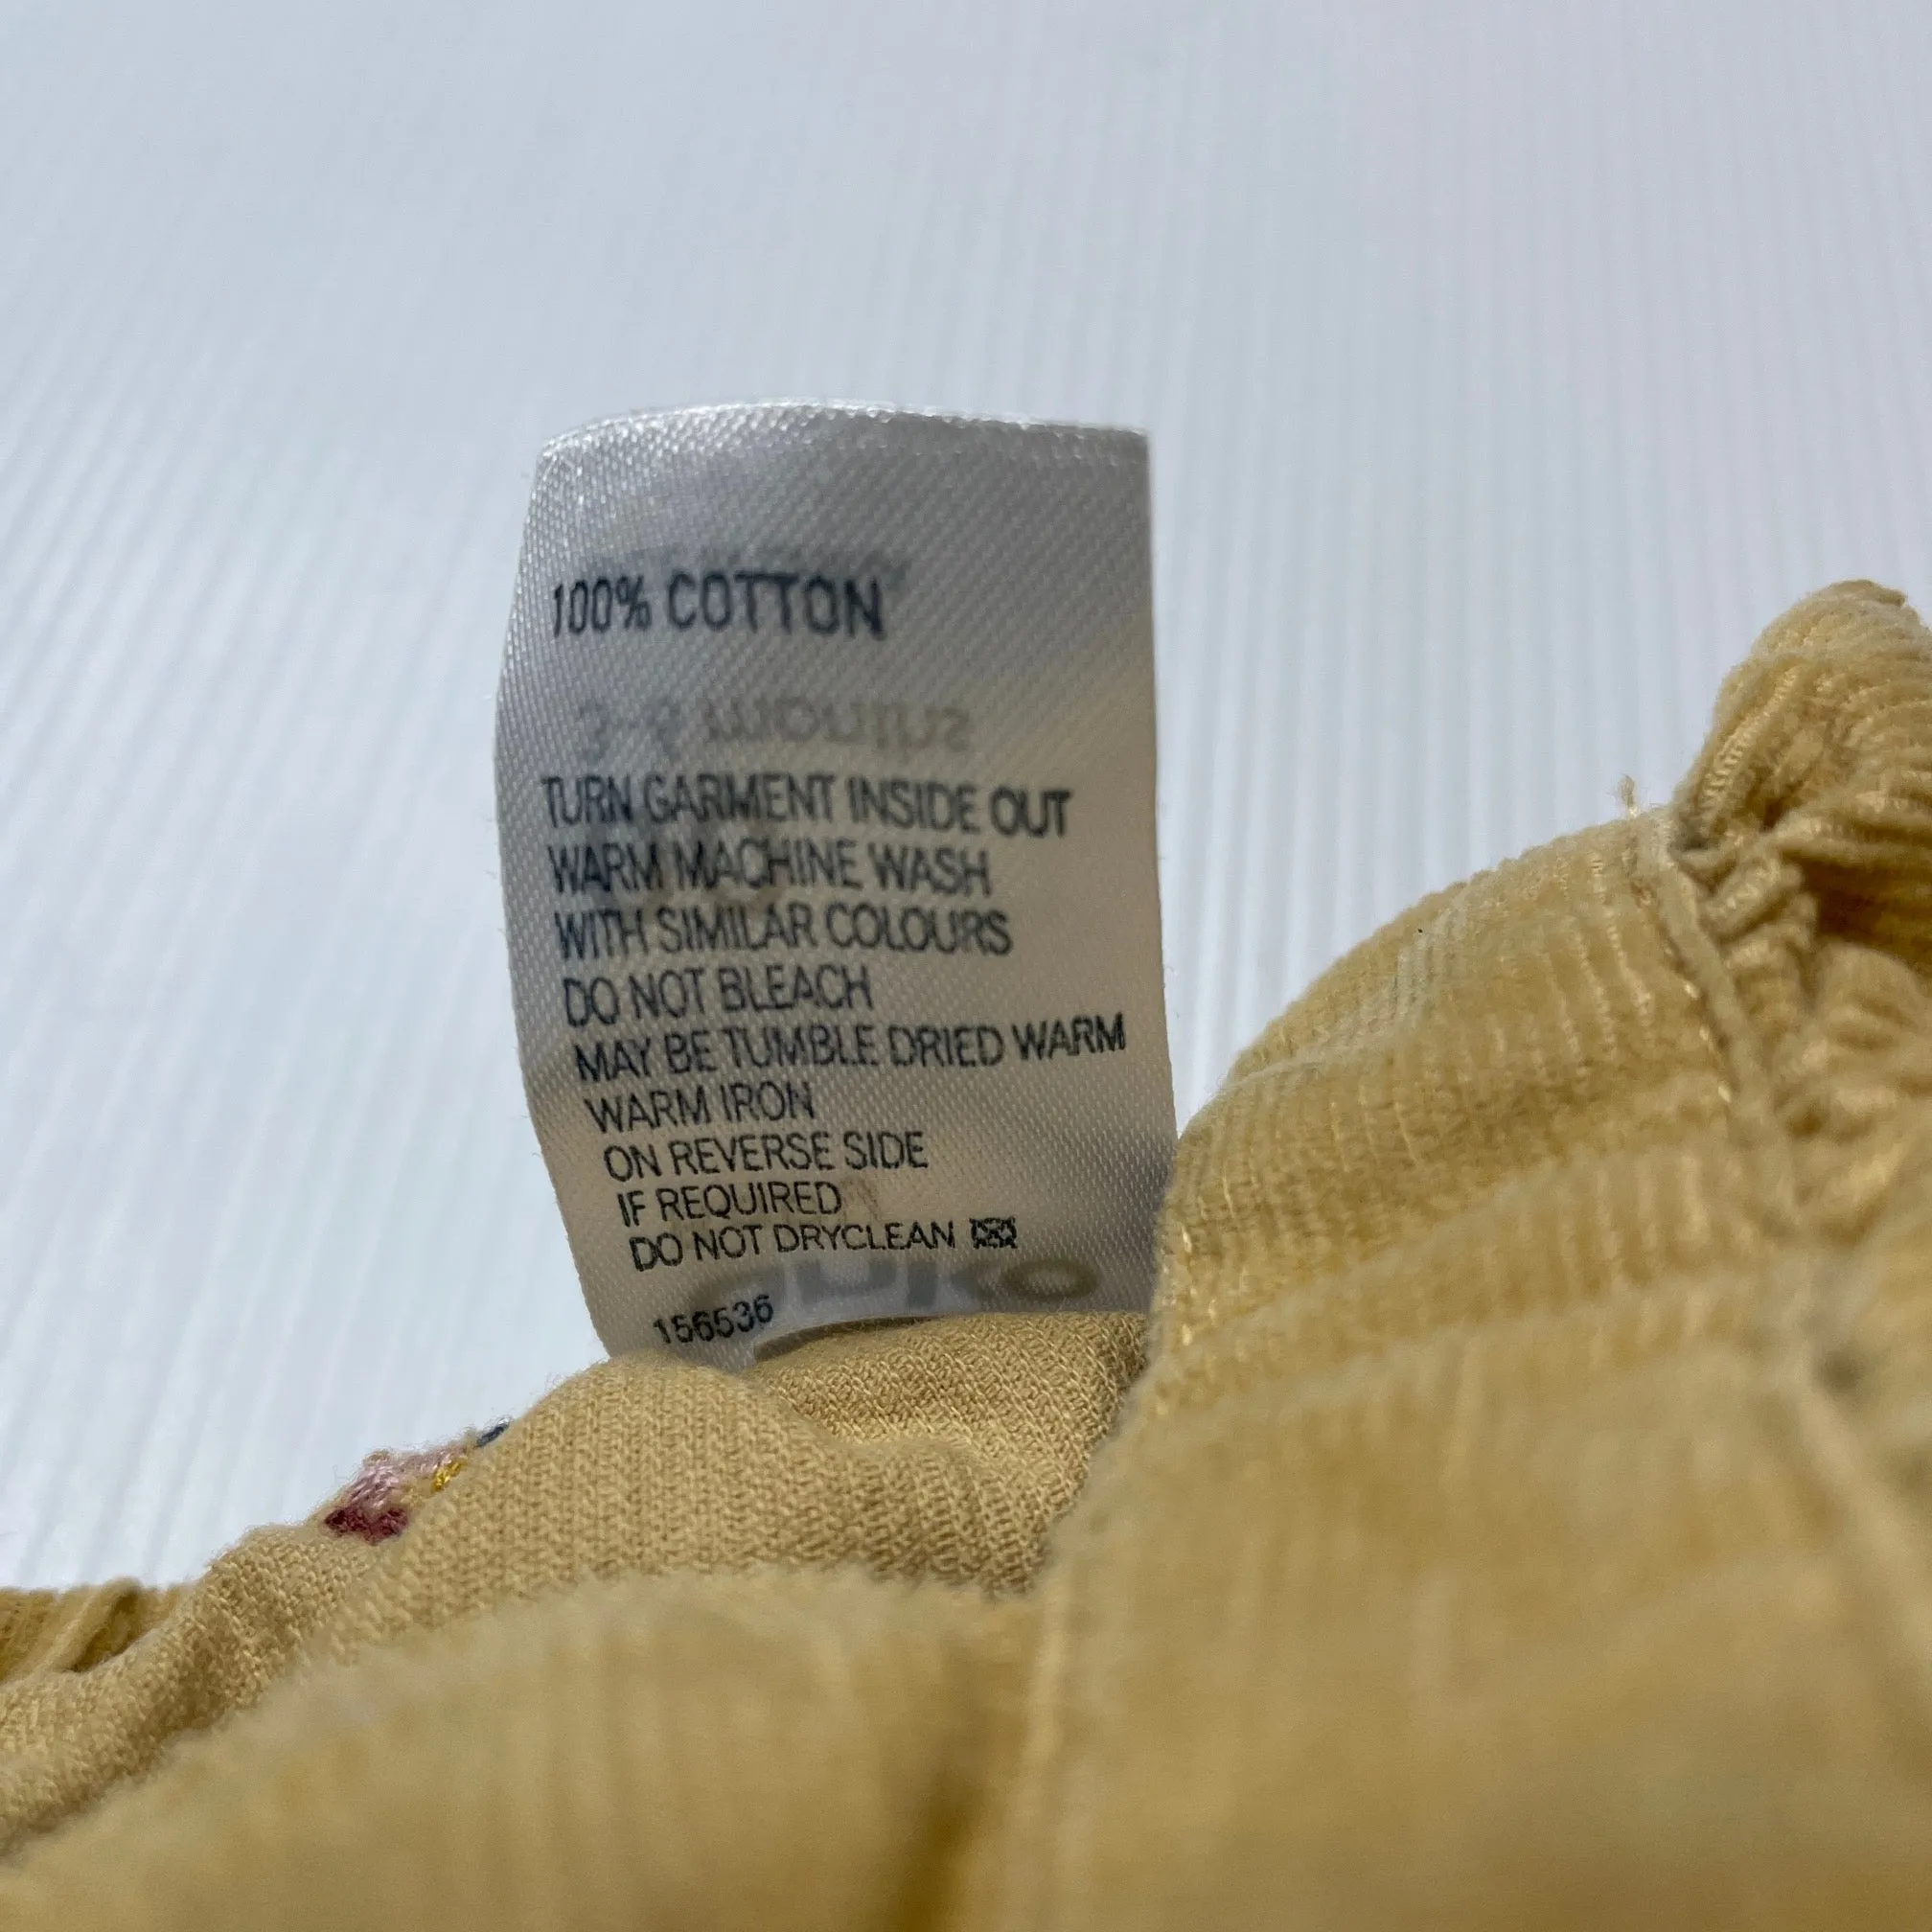 100% COTTON
TURN GARMENT INSIDE OUT
WARM MACHINE WASH
WITH SIMILAR COLOURS
DO NOT BLEACH
MAY BE TUMBLE DRIED WARM
WARM IRON
ON REVERSE SIDE
IF REQUIRED
DO NOT DRYCLEAN
156536